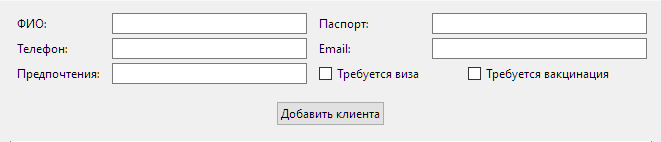 ФИО: Паспорт:
Телефон: Email:
Предпочтения: Требуется виза Требуется вакцинация
Добавить клиента